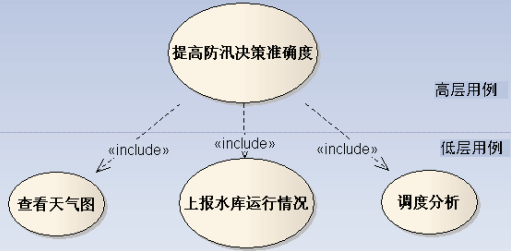 提高防汛决策准确度
高层用例
低层用例
«include»
«include»
«include»
查看天气图
上报水库运行情况
调度分析